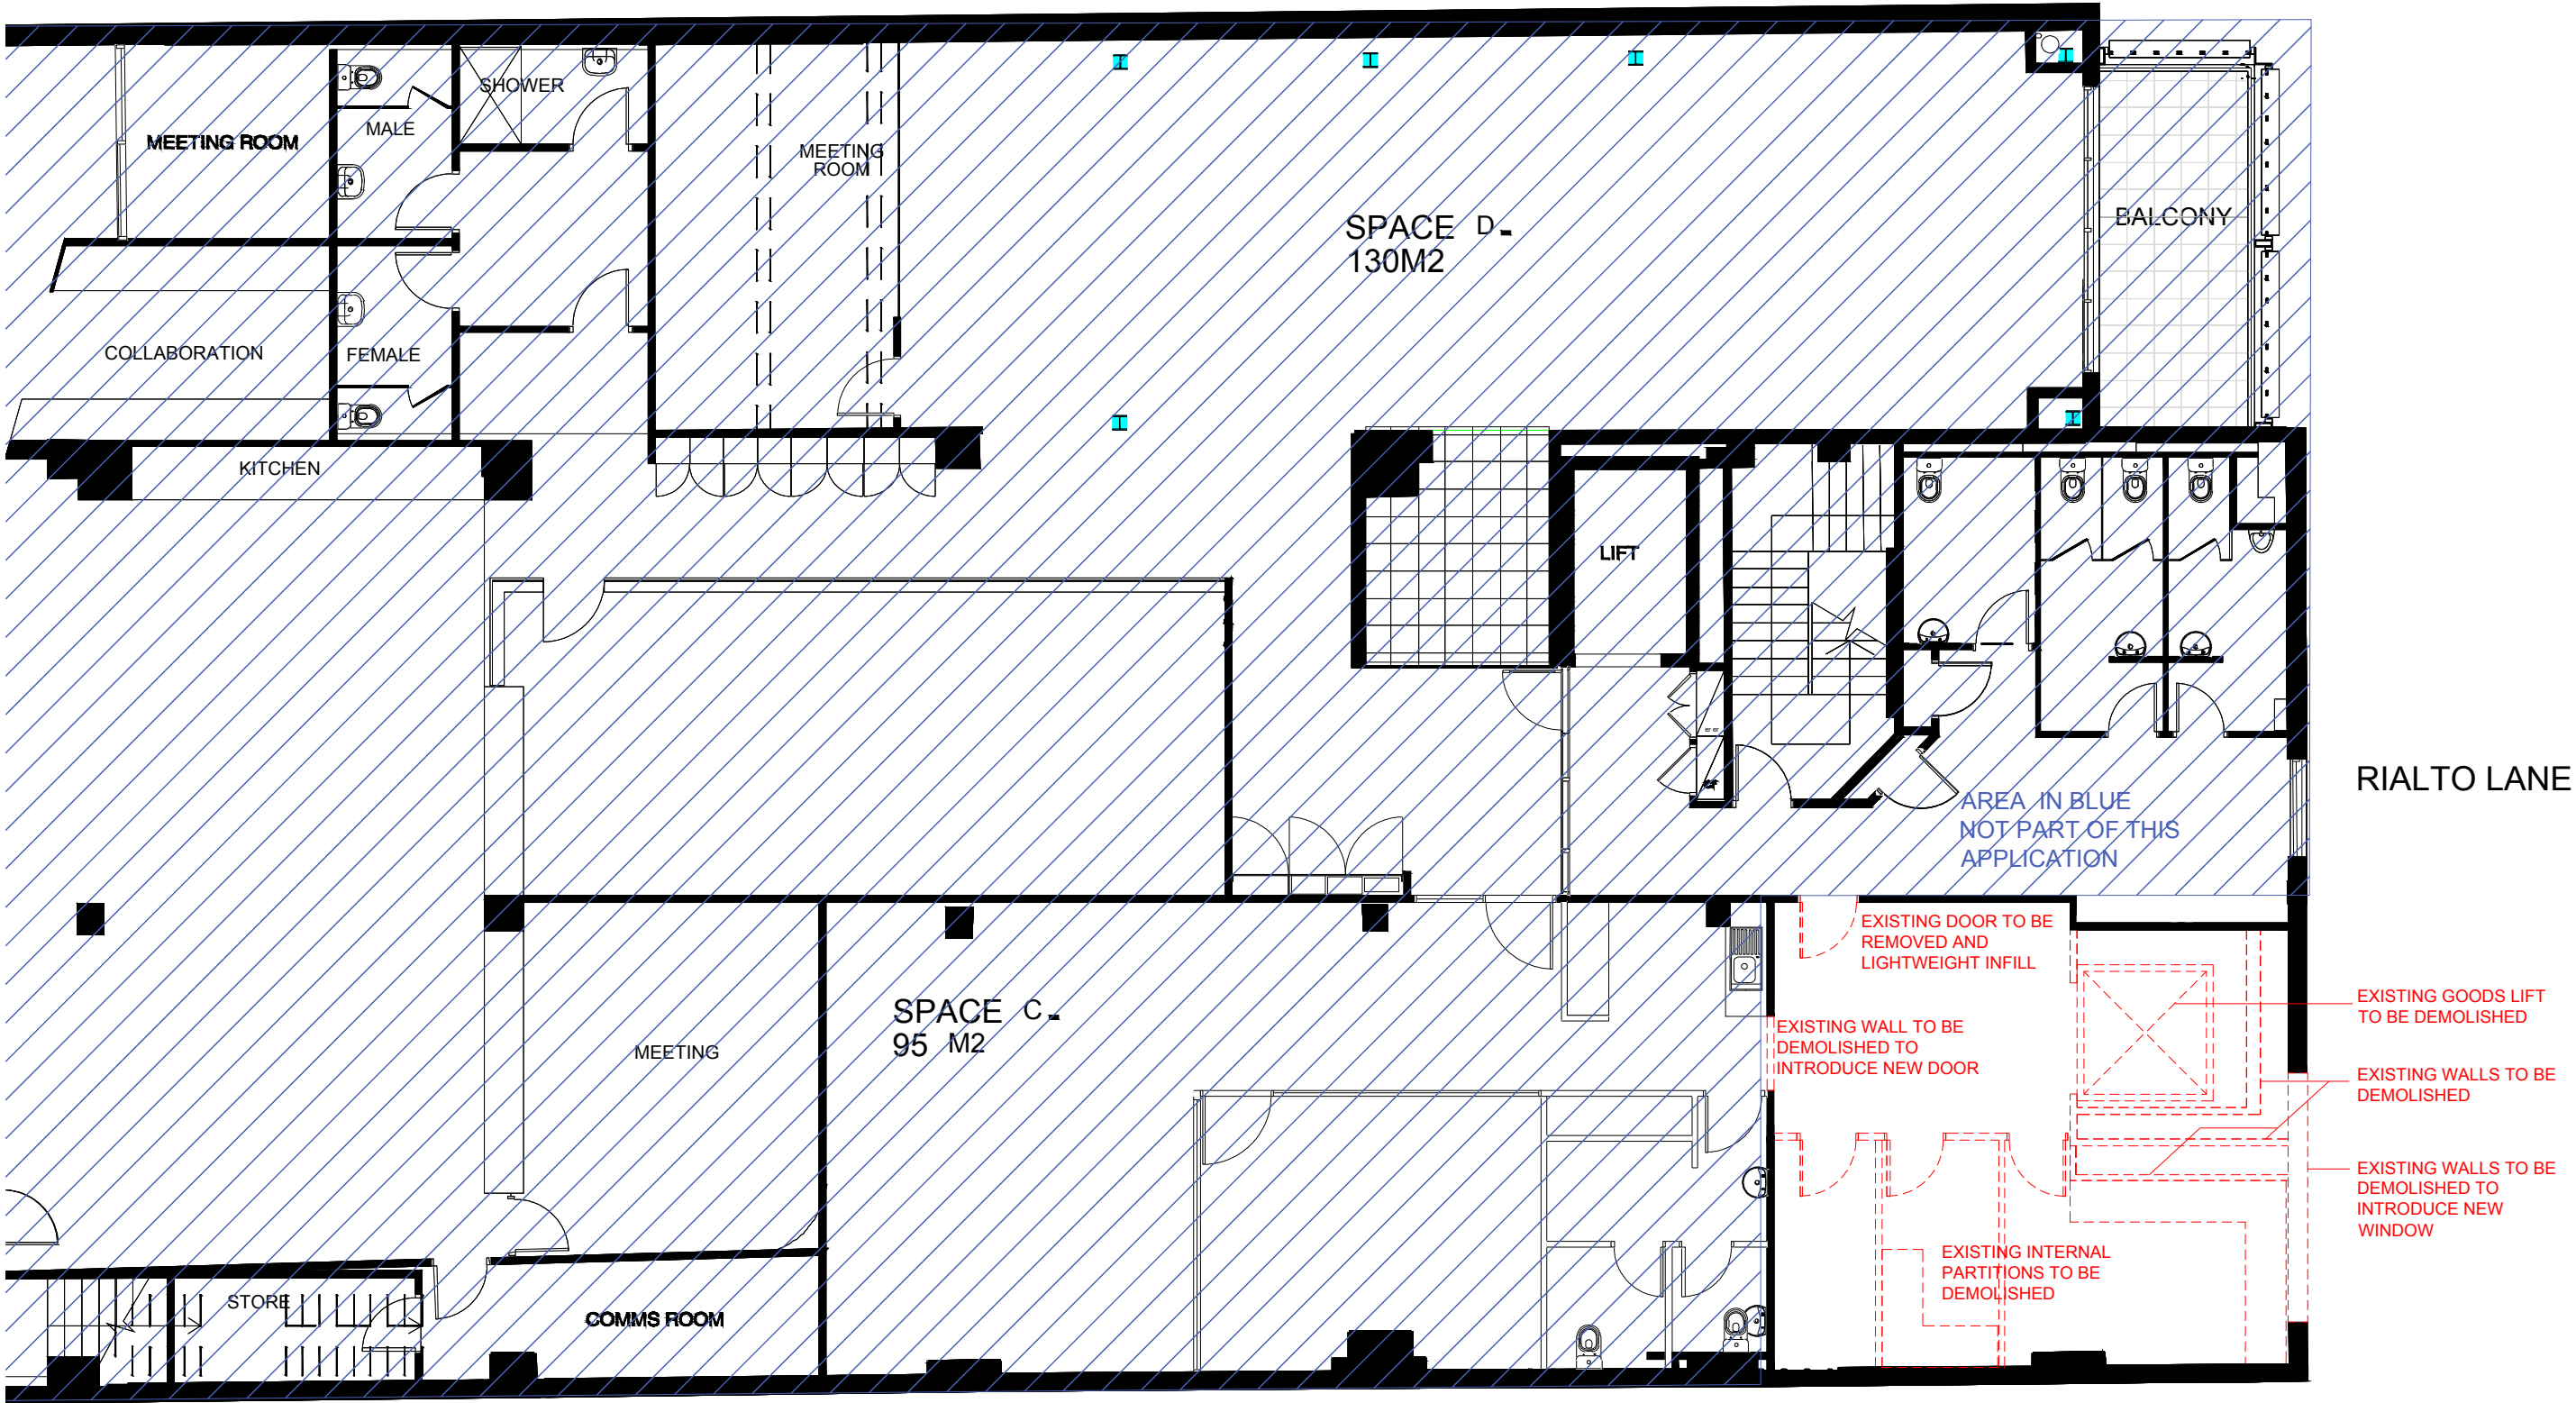 SHOWER
MALE
MEETING ROOM
MEETING
ROOM
SPACE D
130M2
BALCONY
COLLABORATION
FEMALE
KITCHEN
LIFT
RIALTO LANE
AREA IN BLUE
NOT PART OF THIS
APPLICATION
EXISTING DOOR TO BE
REMOVED AND
LIGHTWEIGHT INFILL
SPACE C
95 M2
MEETING
EXISTING WALL TO BE
DEMOLISHED TO
INTRODUCE NEW DOOR
EXISTING GOODS LIFT
TO BE DEMOLISHED
EXISTING WALLS TO BE
DEMOLISHED
EXISTING WALLS TO BE
DEMOLISHED TO
INTRODUCE NEW
WINDOW
EXISTING INTERNAL
PARTITIONS TO BE
DEMOLISHED
STORE
COMMS ROOM